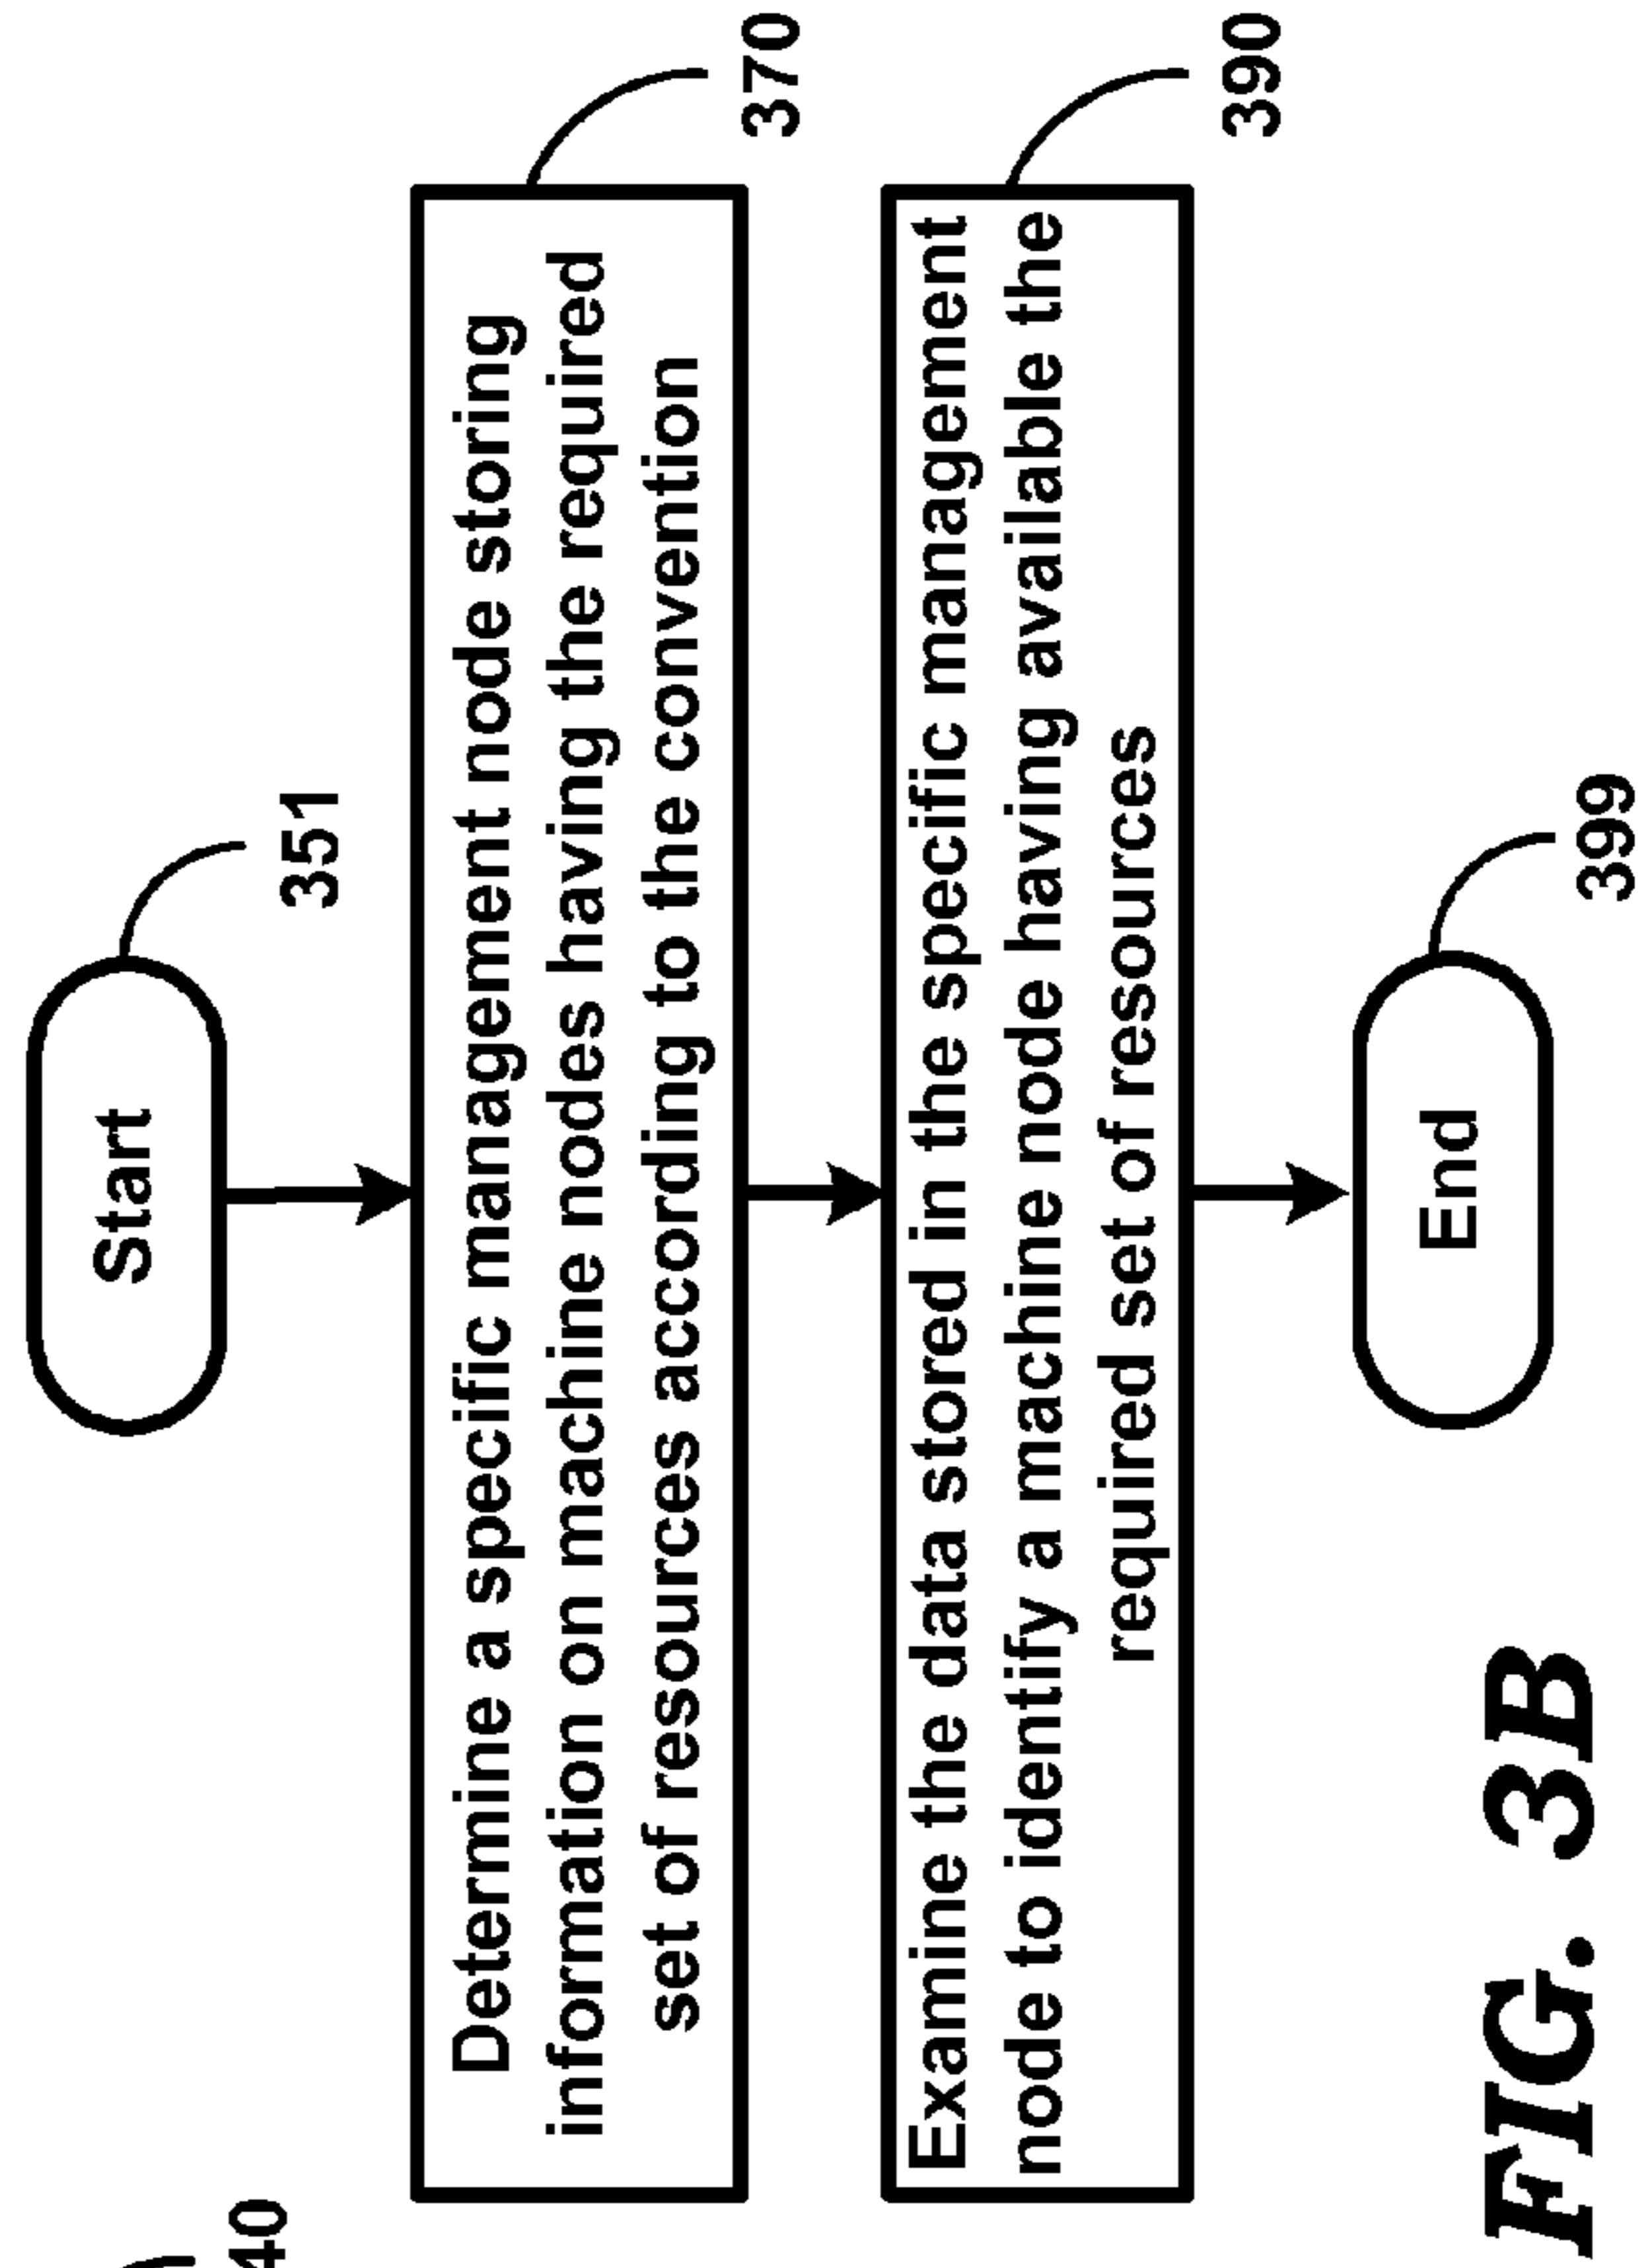 Start
351
Determine a specific management node storing
information on machine nodes having the required
set of resources according to the convention
370
Examine the data stored in the specific management
node to identify a machine node having available the
required set of resources
390
End
399
FIG. 3B
40